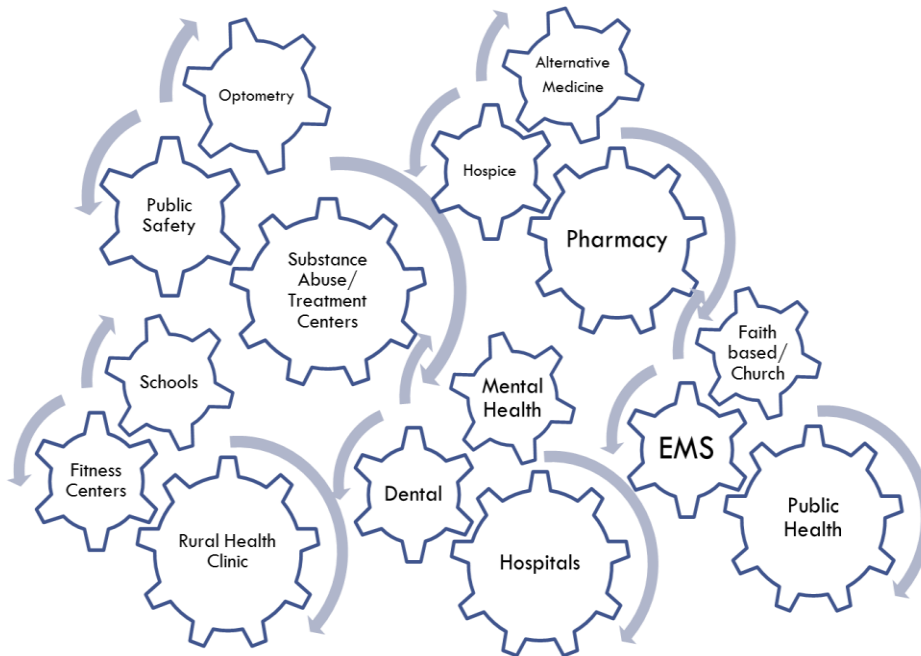 Optometry
Public
Safety
Substance
Abuse/
Treatment
Centers
Alternative
Medicine
Hospice
Pharmacy
Schools
Fitness
Centers
Rural Health
Clinic
Mental
Health
Dental
Hospitals
Faith
based/
Church
EMS
Public
Health